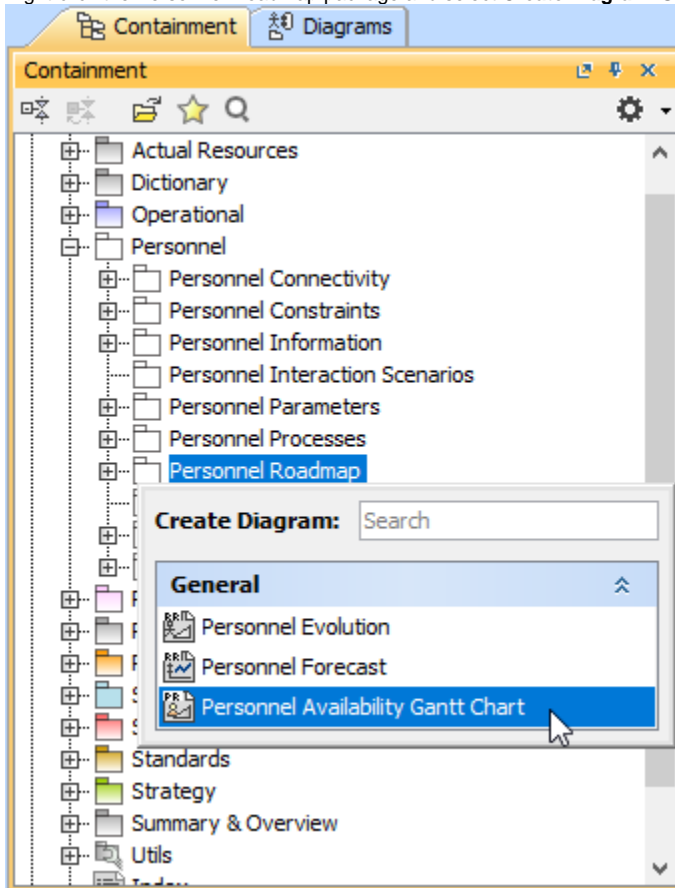 Containment
Diagrams
Containment
Actual Resources
Dictionary
Operational
Personnel
Personnel Connectivity
Personnel Constraints
Personnel Information
Personnel Interaction Scenarios
Personnel Parameters
Personnel Processes
Personnel Roadmap
Create Diagram: Search
General
Personnel Evolution
Personnel Forecast
Personnel Availability Gantt Chart
Standards
Strategy
Summary & Overview
Utils